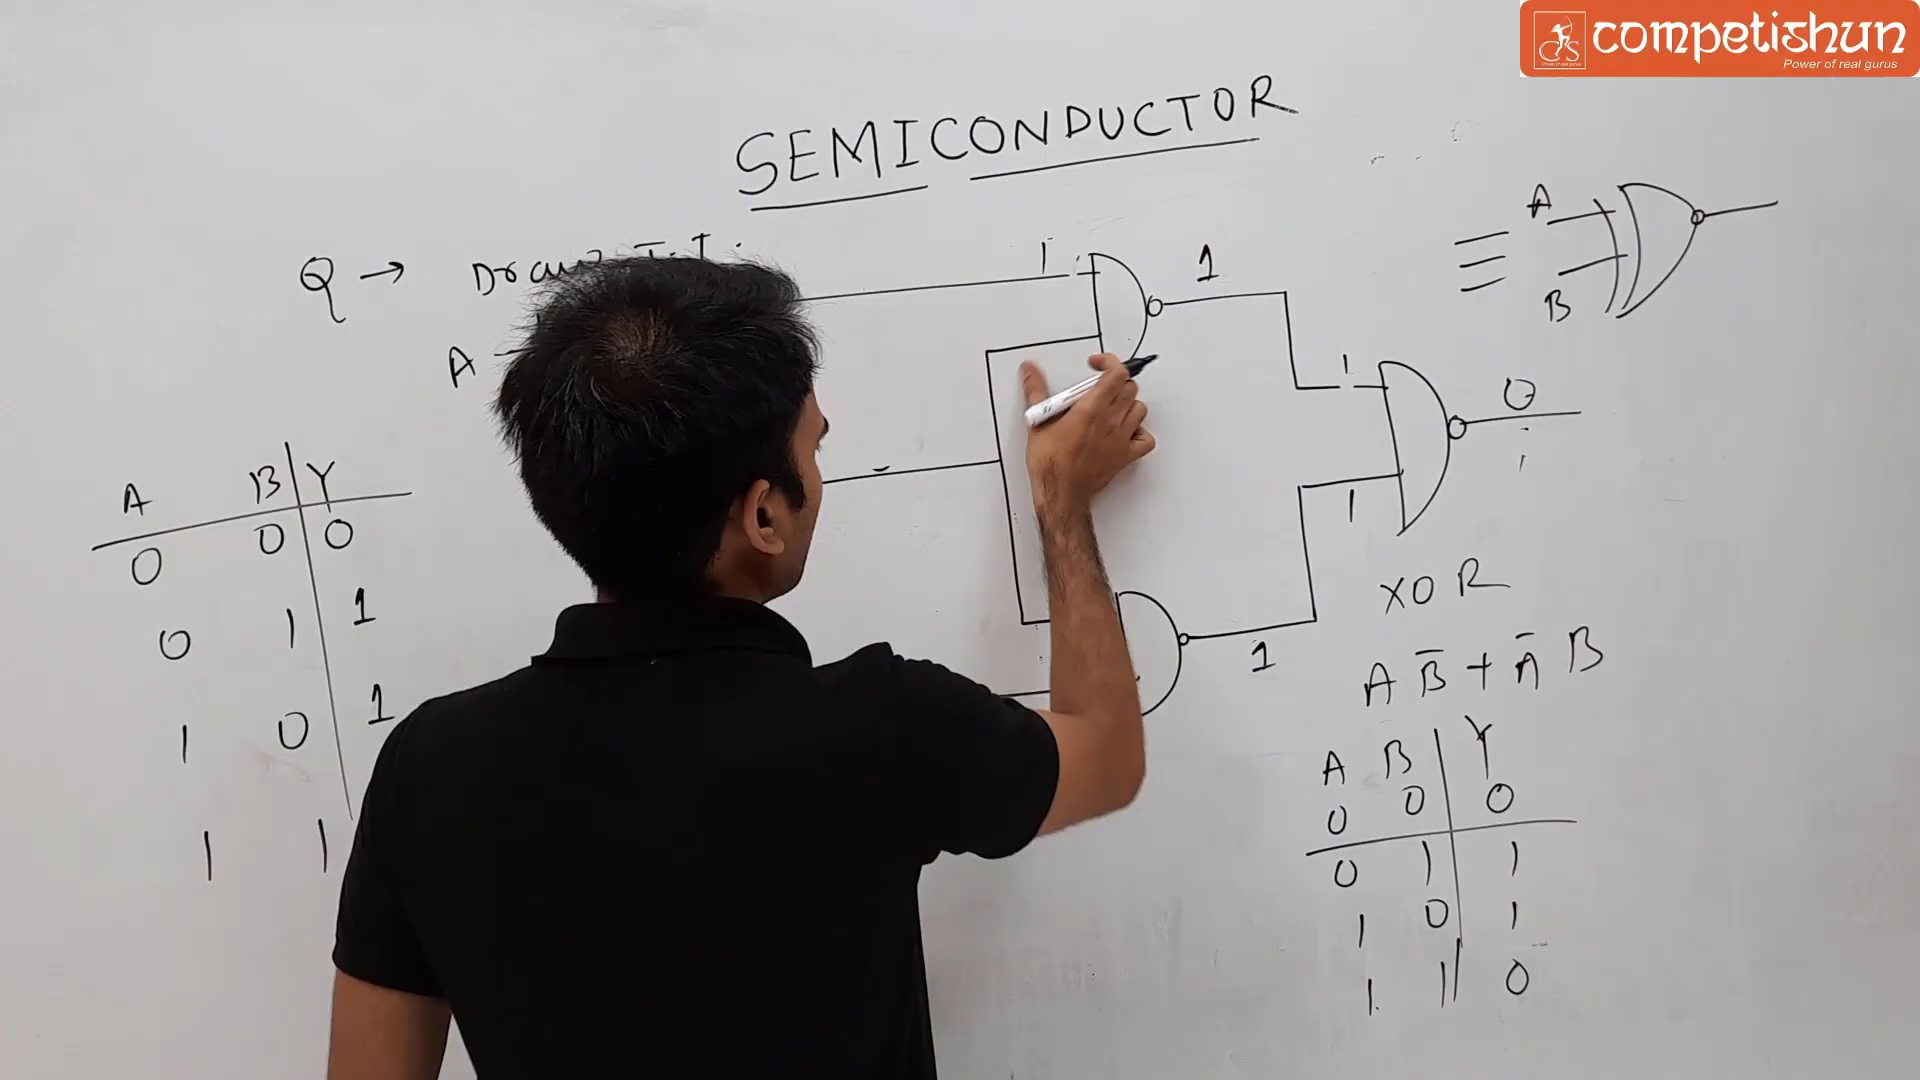 competishun
Power of real gurus
SEMICONDUCTOR
Q → Draw T.T.
A
B
A
1
1
1
0
1
1
A B Y
0 0 0
0 1 1
1 0 1
1 1
XOR
A B̅ + A̅ B
A B Y
0 0 0
0 1 1
1 0 1
1 1 0